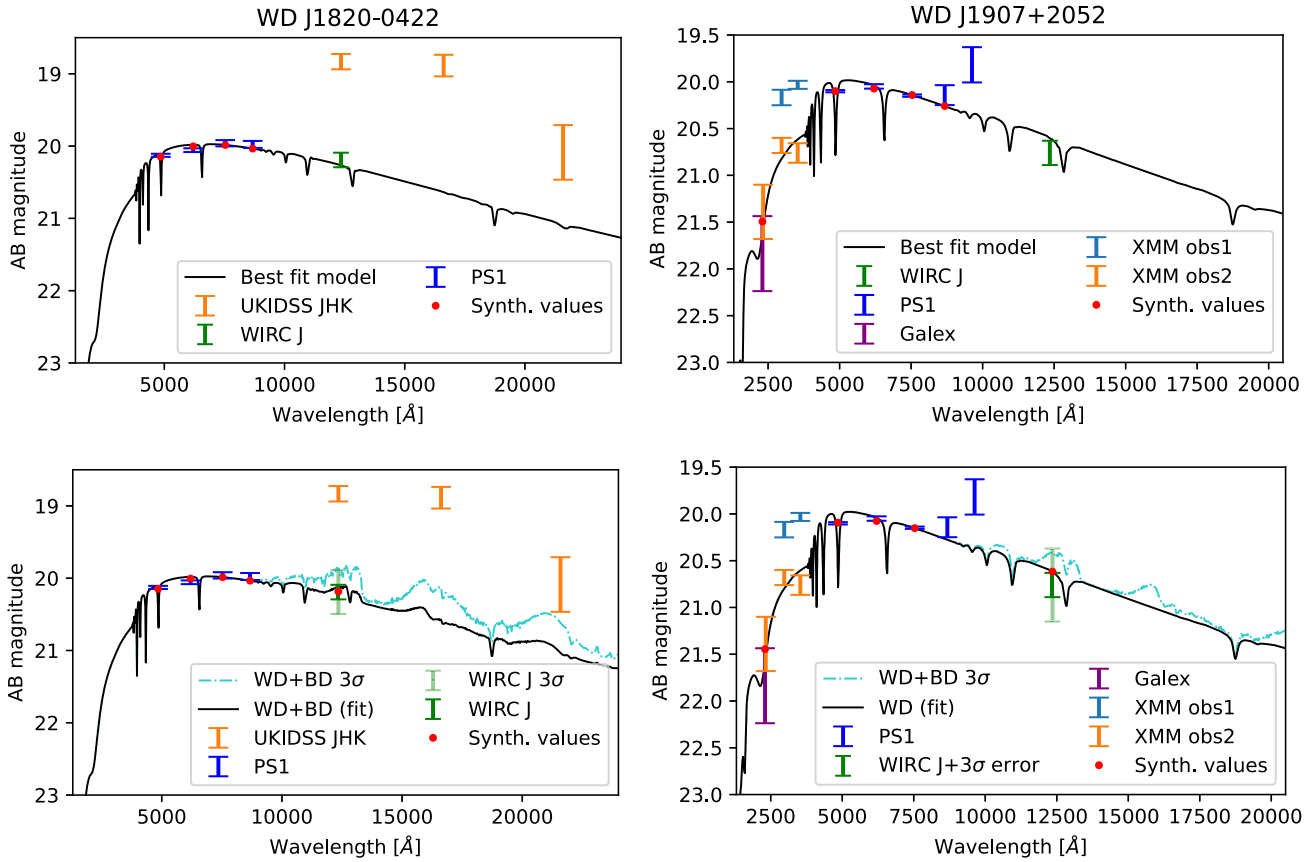 WD J1820-0422
18.5
19
20
21
22
23
AB magnitude
Best fit model
UKIDSS JHK
WIRC J
PS1
Synth. values
5000 10000 15000 20000
Wavelength [Å]
WD J1907+2052
19.5
20.0
20.5
21.0
21.5
22.0
22.5
23.0
AB magnitude
Best fit model
WIRC J
PS1
Galex
XMM obs1
XMM obs2
Synth. values
2500 5000 7500 10000 12500 15000 17500 20000
Wavelength [Å]
19
20
21
22
23
AB magnitude
WD+BD 3σ
WD+BD (fit)
UKIDSS JHK
PS1
WIRC J 3σ
WIRC J
Synth. values
5000 10000 15000 20000
Wavelength [Å]
19.5
20.0
20.5
21.0
21.5
22.0
22.5
23.0
AB magnitude
WD+BD 3σ
WD (fit)
PS1
WIRC J+3σ error
Galex
XMM obs1
XMM obs2
Synth. values
2500 5000 7500 10000 12500 15000 17500 20000
Wavelength [Å]